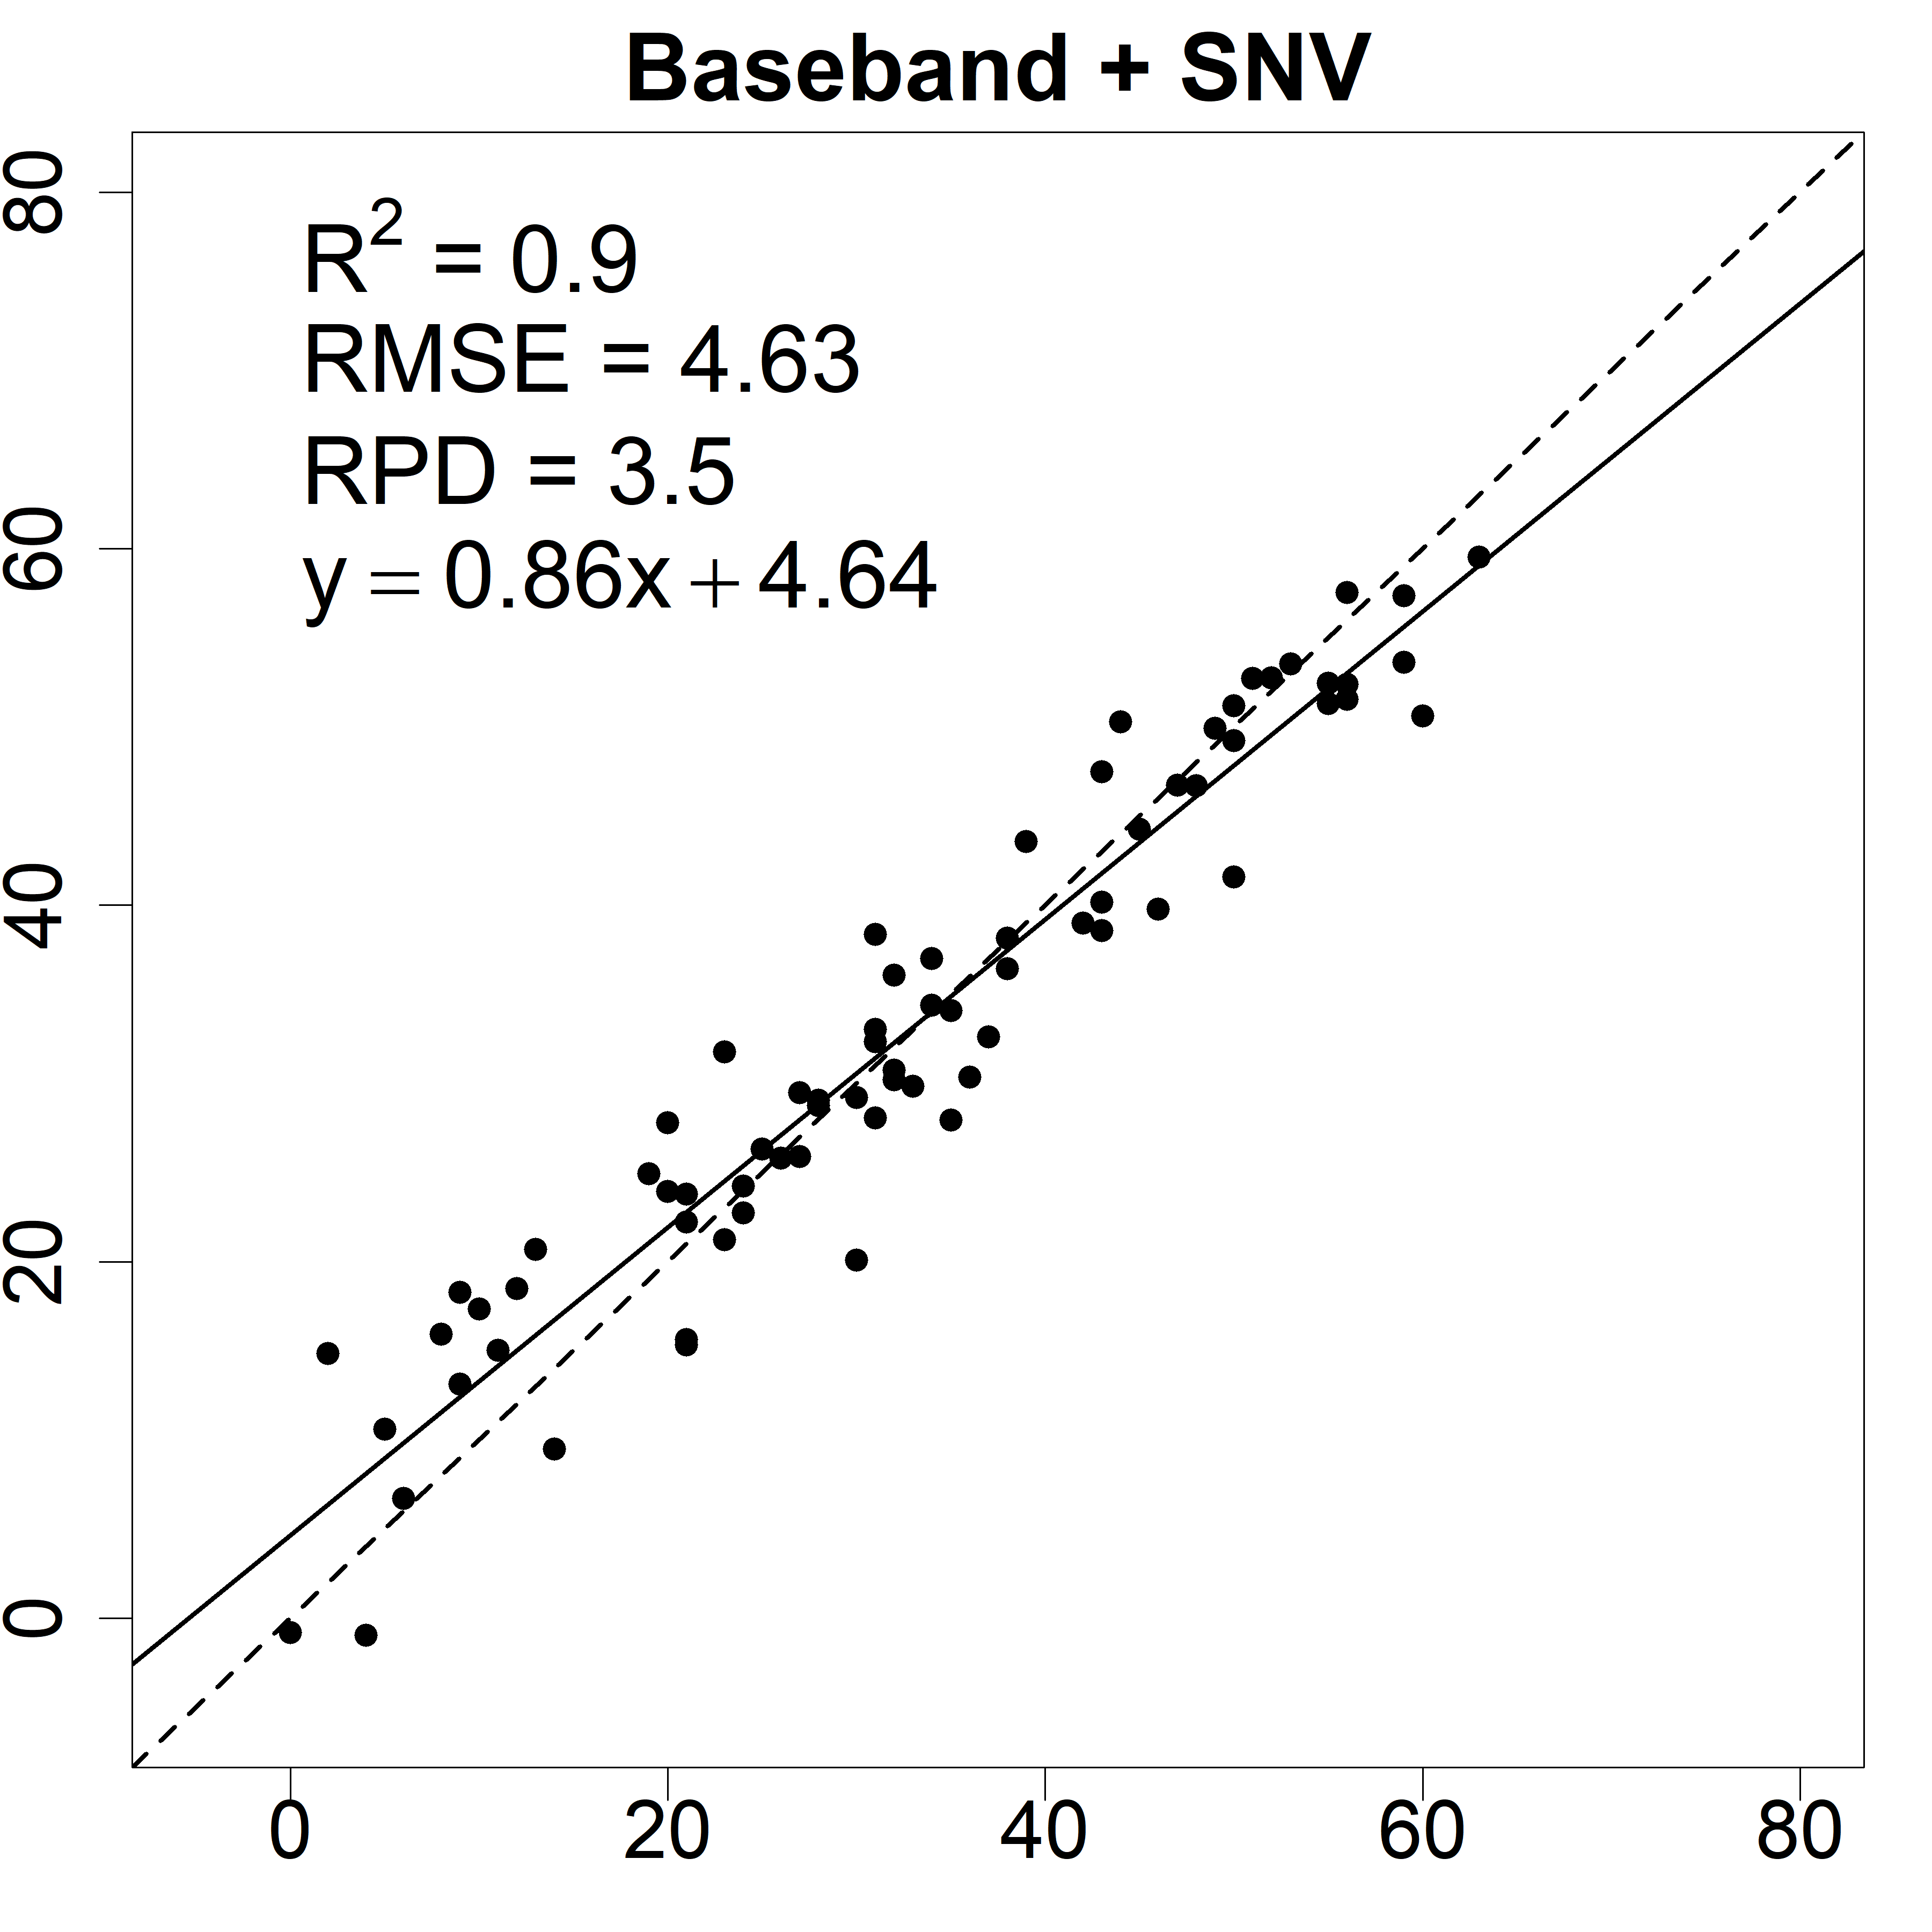 Baseband + SNV
R² = 0.9
RMSE = 4.63
RPD = 3.5
y = 0.86x + 4.64
80
60
40
20
0
0 20 40 60 80